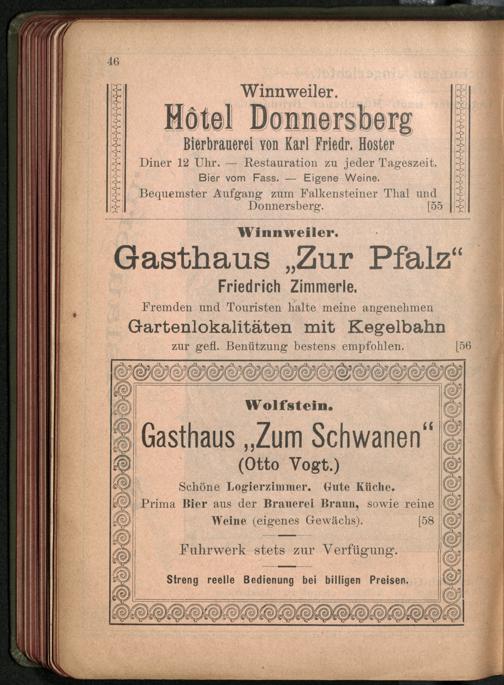 46
Winnweiler.
Hôtel Donnersberg
Bierbrauerei von Karl Friedr. Hoster
Diner 12 Uhr. — Restauration zu jeder Tageszeit.
Bier vom Fass. — Eigene Weine.
Bequemster Aufgang zum Falkensteiner Thal und
Donnersberg. [55
Winnweiler.
Gasthaus „Zur Pfalz“
Friedrich Zimmerle.
Fremden und Touristen halte meine angenehmen
Gartenlokalitäten mit Kegelbahn
zur gefl. Benützung bestens empfohlen. [56
Wolfstein.
Gasthaus „Zum Schwanen“
(Otto Vogt.)
Schöne Logierzimmer. Gute Küche.
Prima Bier aus der Brauerei Braun, sowie reine
Weine (eigenes Gewächs). [58
Fuhrwerk stets zur Verfügung.
Streng reelle Bedienung bei billigen Preisen.